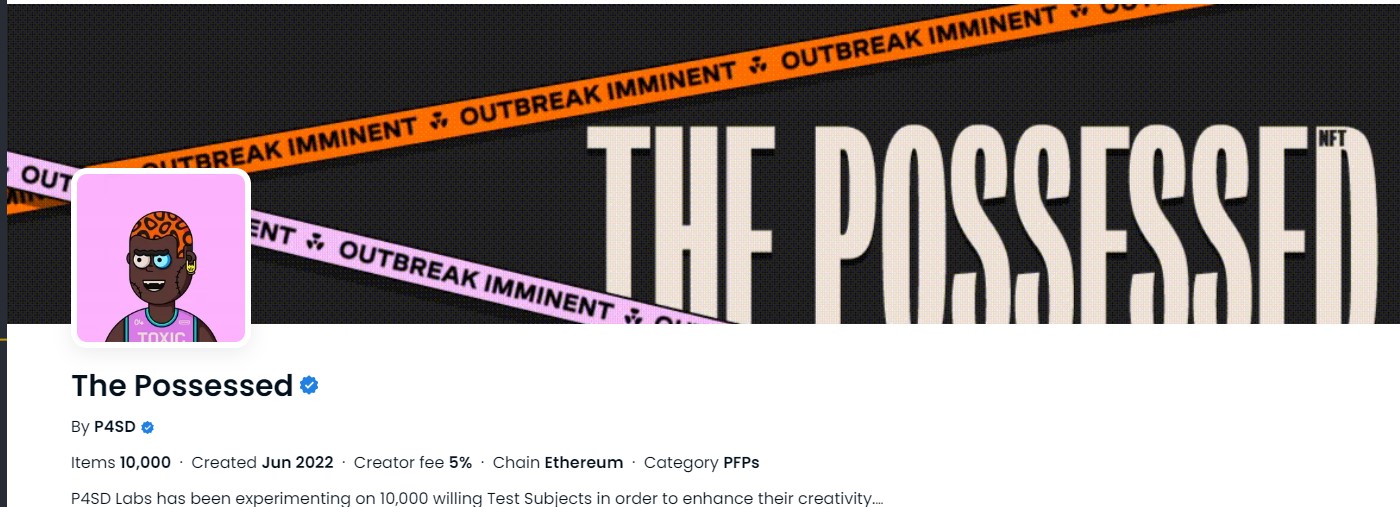 OUTBREAK IMMINENT OUTBREAK IMMINENT OUTBREAK IMMINENT
OUT
ENT OUTBREAK IMMINENT
THE POSSESSED
NFT
TOXIC
The Possessed
By P4SD
Items 10,000 · Created Jun 2022 · Creator fee 5% · Chain Ethereum · Category PFPs
P4SD Labs has been experimenting on 10,000 willing Test Subjects in order to enhance their creativity....